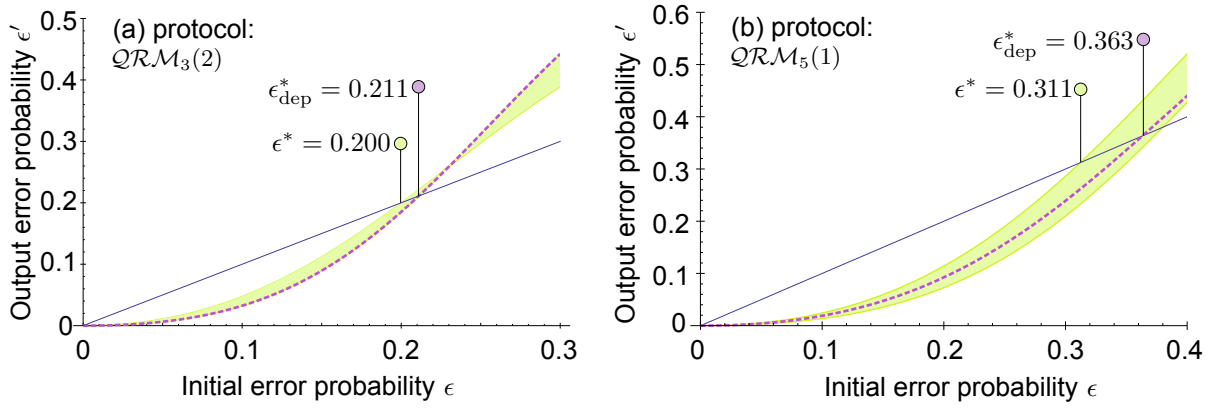 (a) protocol:
𝒬ℛℳ₃(2)
ϵ*dep = 0.211
ϵ* = 0.200
Output error probability ϵ′
0.5
0.4
0.3
0.2
0.1
0
0 0.1 0.2 0.3
Initial error probability ϵ
(b) protocol:
𝒬ℛℳ₅(1)
ϵ*dep = 0.363
ϵ* = 0.311
Output error probability ϵ′
0.6
0.5
0.4
0.3
0.2
0.1
0
0 0.1 0.2 0.3 0.4
Initial error probability ϵ